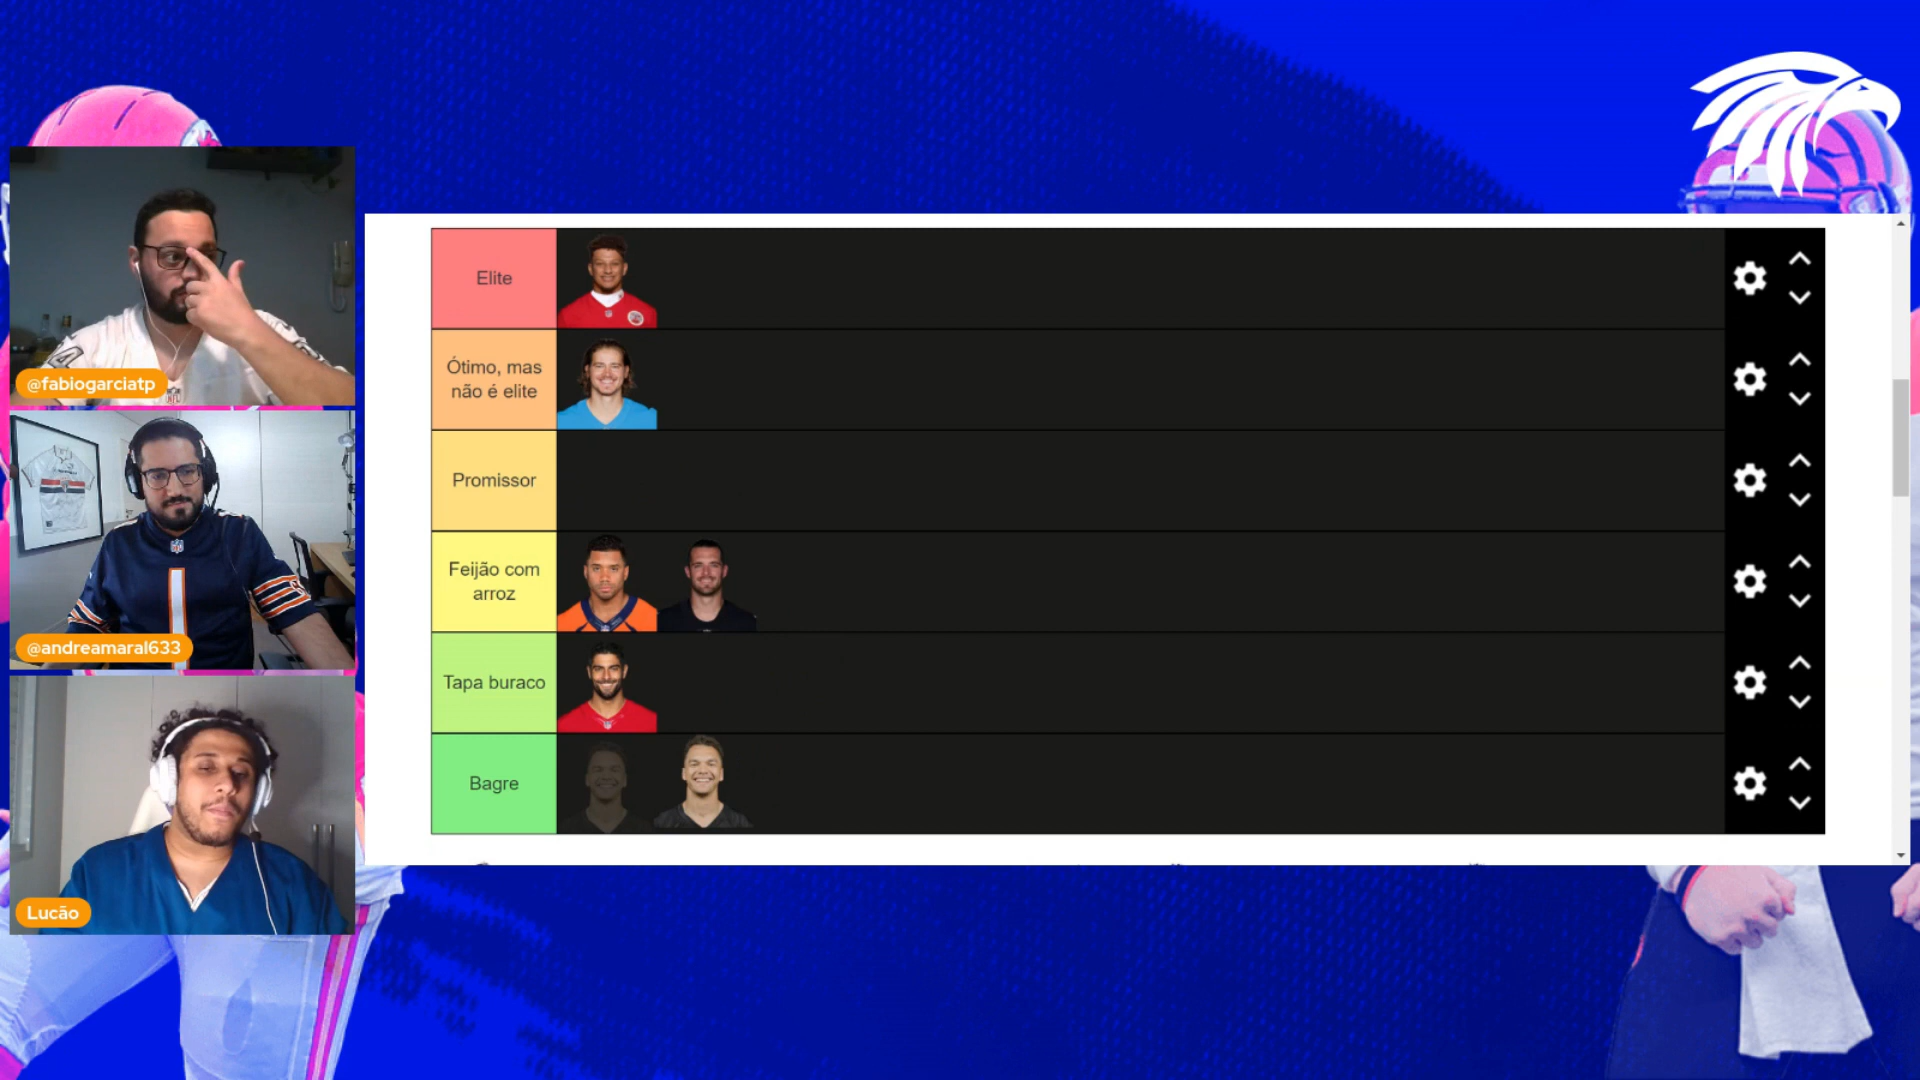 @fabiogarciatp
@andreamaral633
Lucão
Elite
Ótimo, mas
não é elite
Promissor
Feijão com
arroz
Tapa buraco
Bagre